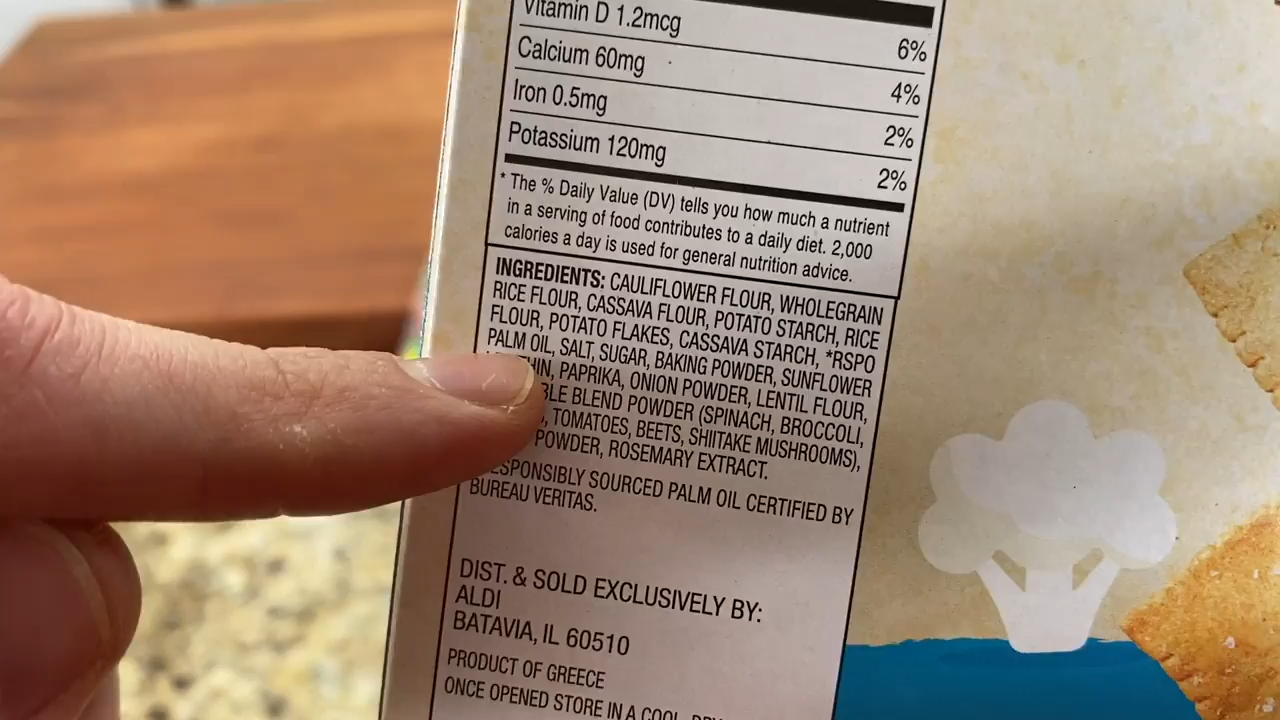 Vitamin D 1.2mcg 6%
Calcium 60mg 4%
Iron 0.5mg 2%
Potassium 120mg 2%
* The % Daily Value (DV) tells you how much a nutrient
in a serving of food contributes to a daily diet. 2,000
calories a day is used for general nutrition advice.
INGREDIENTS: CAULIFLOWER FLOUR, WHOLEGRAIN
RICE FLOUR, CASSAVA FLOUR, POTATO STARCH, RICE
FLOUR, POTATO FLAKES, CASSAVA STARCH, *RSPO
PALM OIL, SALT, SUGAR, BAKING POWDER, SUNFLOWER
PAPRIKA, ONION POWDER, LENTIL FLOUR,
BLEND POWDER (SPINACH, BROCCOLI,
TOMATOES, BEETS, SHIITAKE MUSHROOMS),
POWDER, ROSEMARY EXTRACT.
RESPONSIBLY SOURCED PALM OIL CERTIFIED BY
BUREAU VERITAS.
DIST. & SOLD EXCLUSIVELY BY:
ALDI
BATAVIA, IL 60510
PRODUCT OF GREECE
ONCE OPENED STORE IN A COOL, DRY